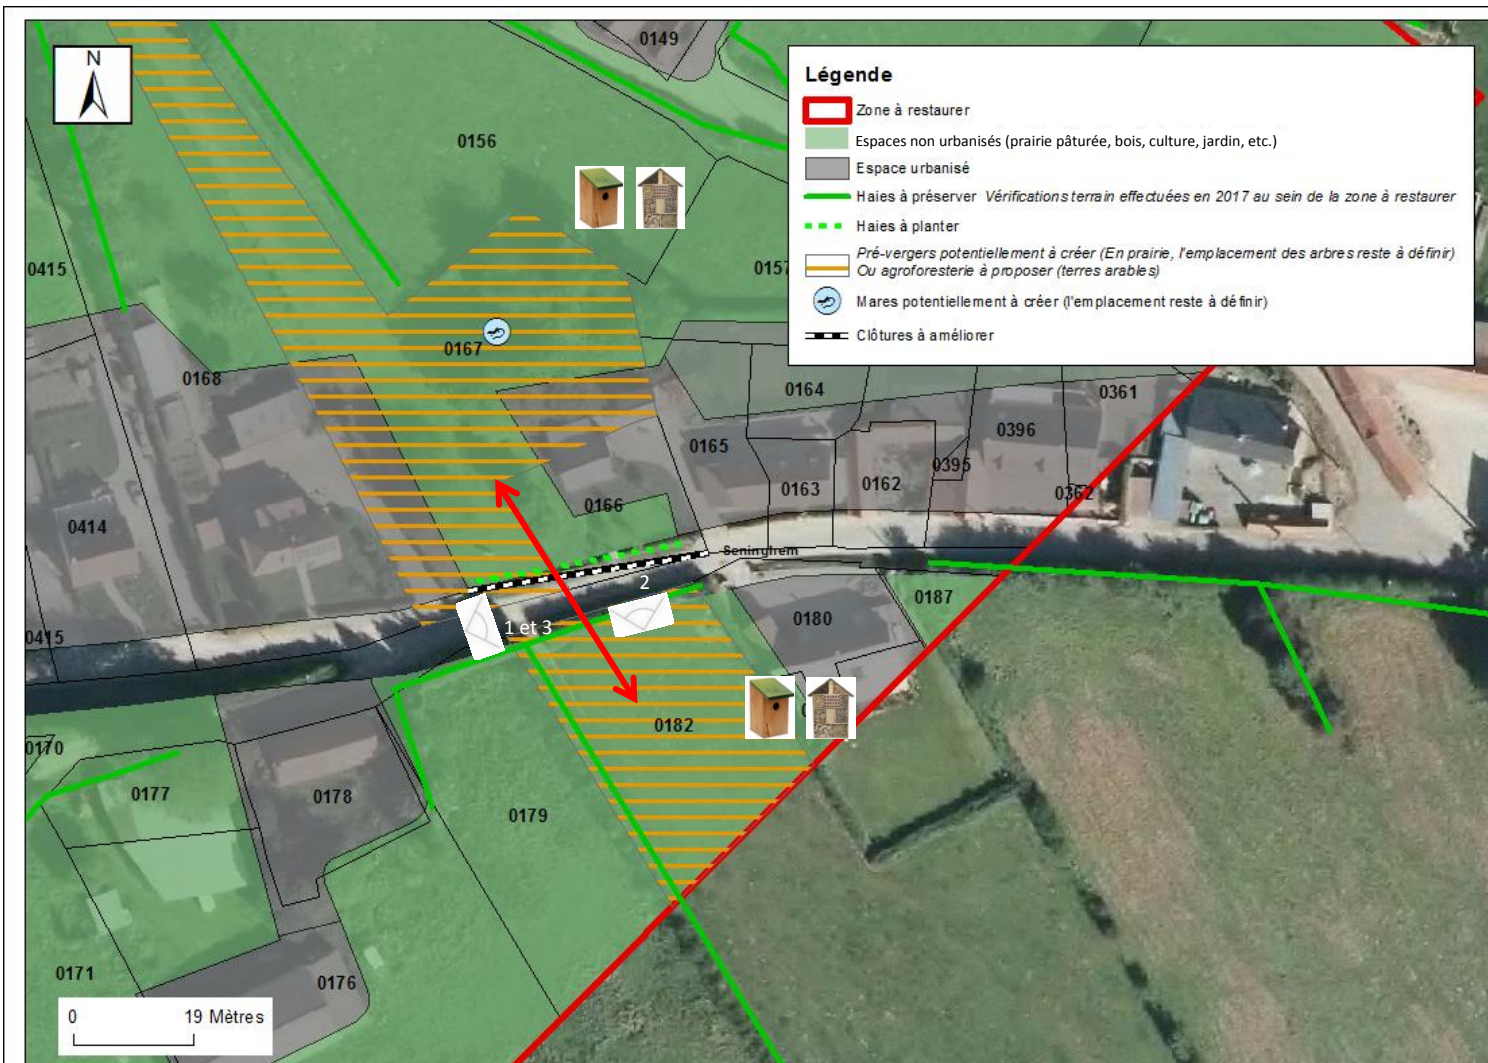 N
0149
0156
0415
0157
0167
0168
0164
0361
0165
0396
0395
0163
0162
0362
0414
0166
Seninghem
2
1 et 3
0187
0180
0415
0182
0
0170
0177
0178
0179
0171
0176
0 19 Mètres
Légende
Zone à restaurer
Espaces non urbanisés (prairie pâturée, bois, culture, jardin, etc.)
Espace urbanisé
Haies à préserver Vérifications terrain effectuées en 2017 au sein de la zone à restaurer
Haies à planter
Pré-vergers potentiellement à créer (En prairie, l'emplacement des arbres reste à définir)
Ou agroforesterie à proposer (terres arables)
Mares potentiellement à créer (l'emplacement reste à définir)
Clôtures à améliorer